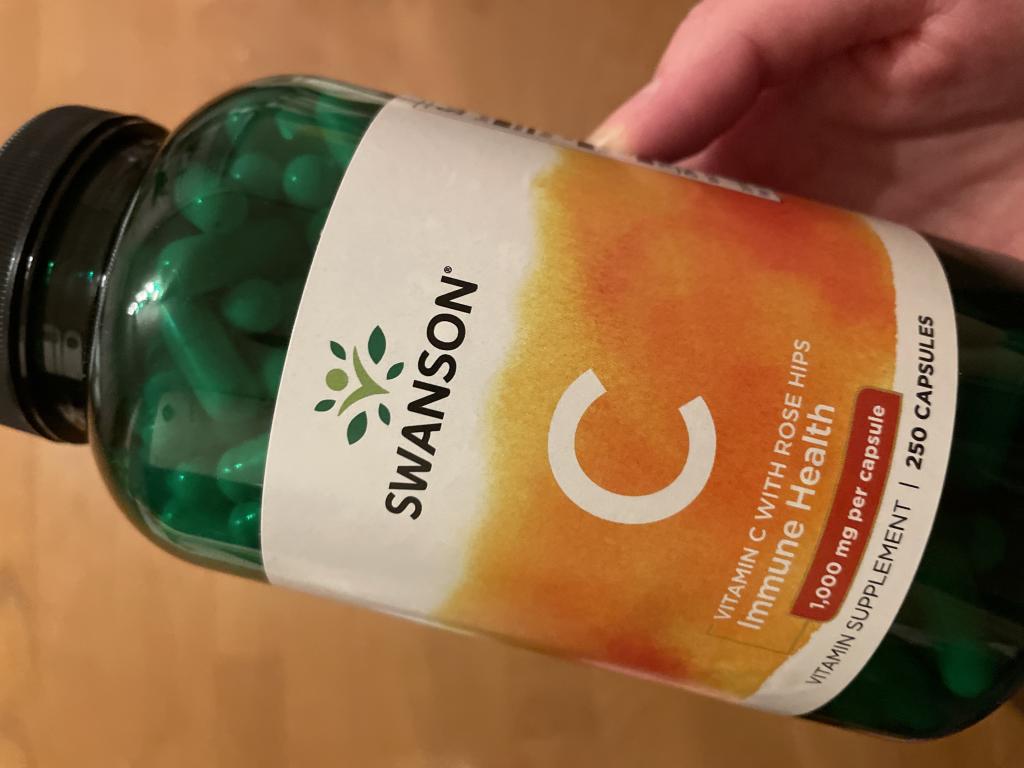 SWANSON®
C
VITAMIN C WITH ROSE HIPS
Immune Health
1,000 mg per capsule
VITAMIN SUPPLEMENT | 250 CAPSULES